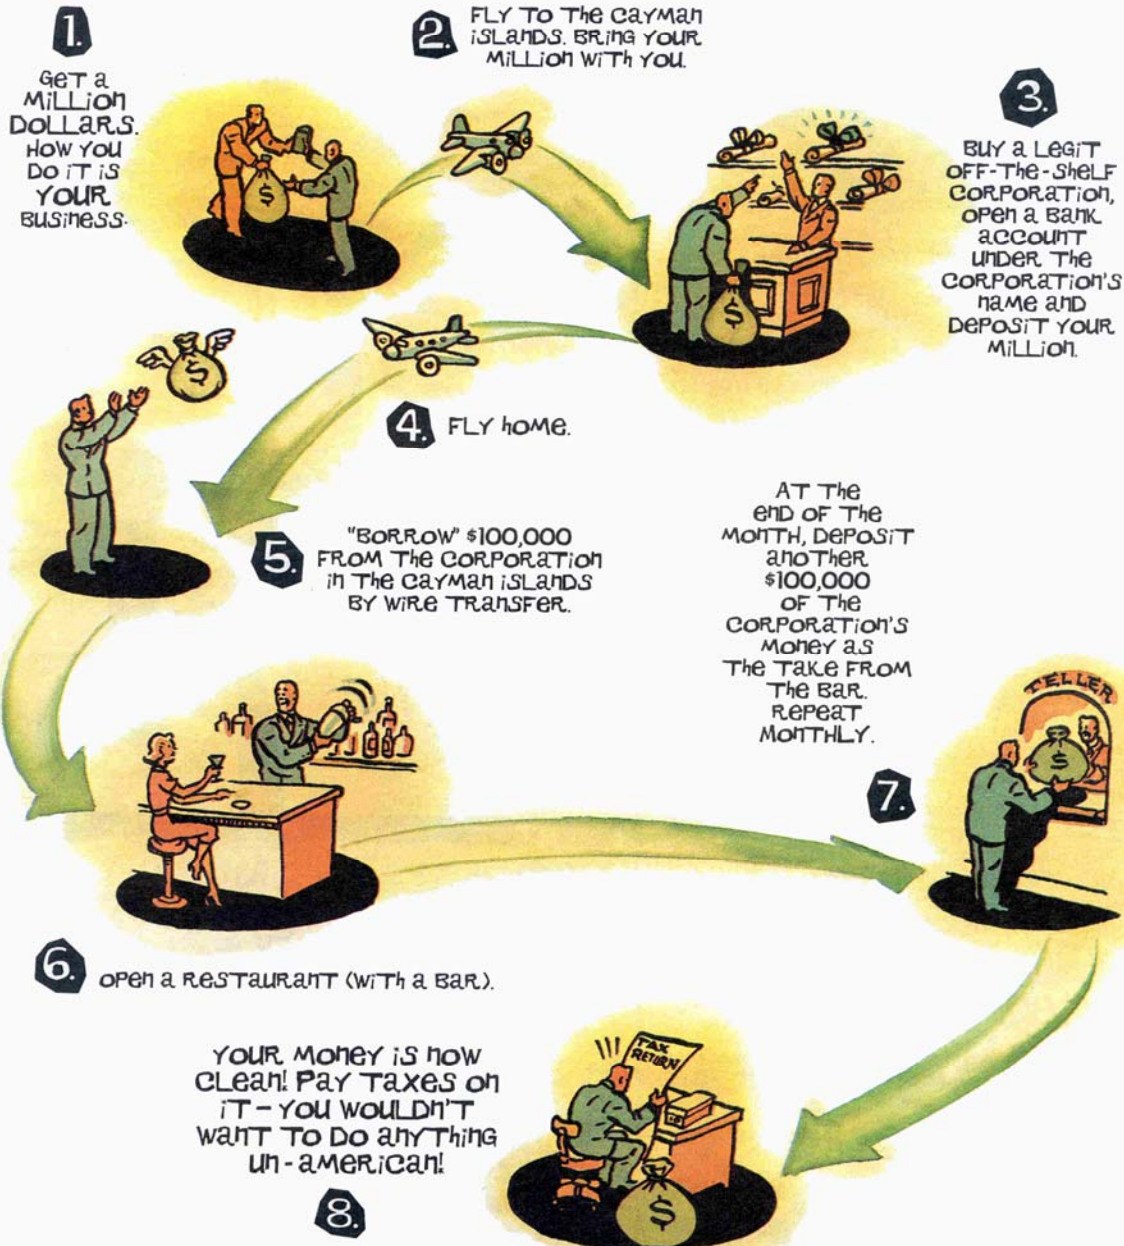 1.
GET A
MILLION
DOLLARS.
HOW YOU
DO IT IS
YOUR
BUSINESS.
2.
FLY TO THE CAYMAN
ISLANDS. BRING YOUR
MILLION WITH YOU.
3.
BUY A LEGIT
OFF-THE-SHELF
CORPORATION,
OPEN A BANK
ACCOUNT
UNDER THE
CORPORATION'S
NAME AND
DEPOSIT YOUR
MILLION.
$
$
$
4. FLY HOME.
5.
"BORROW" $100,000
FROM THE CORPORATION
IN THE CAYMAN ISLANDS
BY WIRE TRANSFER.
6. OPEN A RESTAURANT (WITH A BAR).
AT THE
END OF THE
MONTH, DEPOSIT
ANOTHER
$100,000
OF THE
CORPORATION'S
MONEY AS
THE TAKE FROM
THE BAR.
REPEAT
MONTHLY.
7.
TELLER
$
YOUR MONEY IS NOW
CLEAN! PAY TAXES ON
IT - YOU WOULDN'T
WANT TO DO ANYTHING
UN-AMERICAN!
8.
TAX
RETURN
$